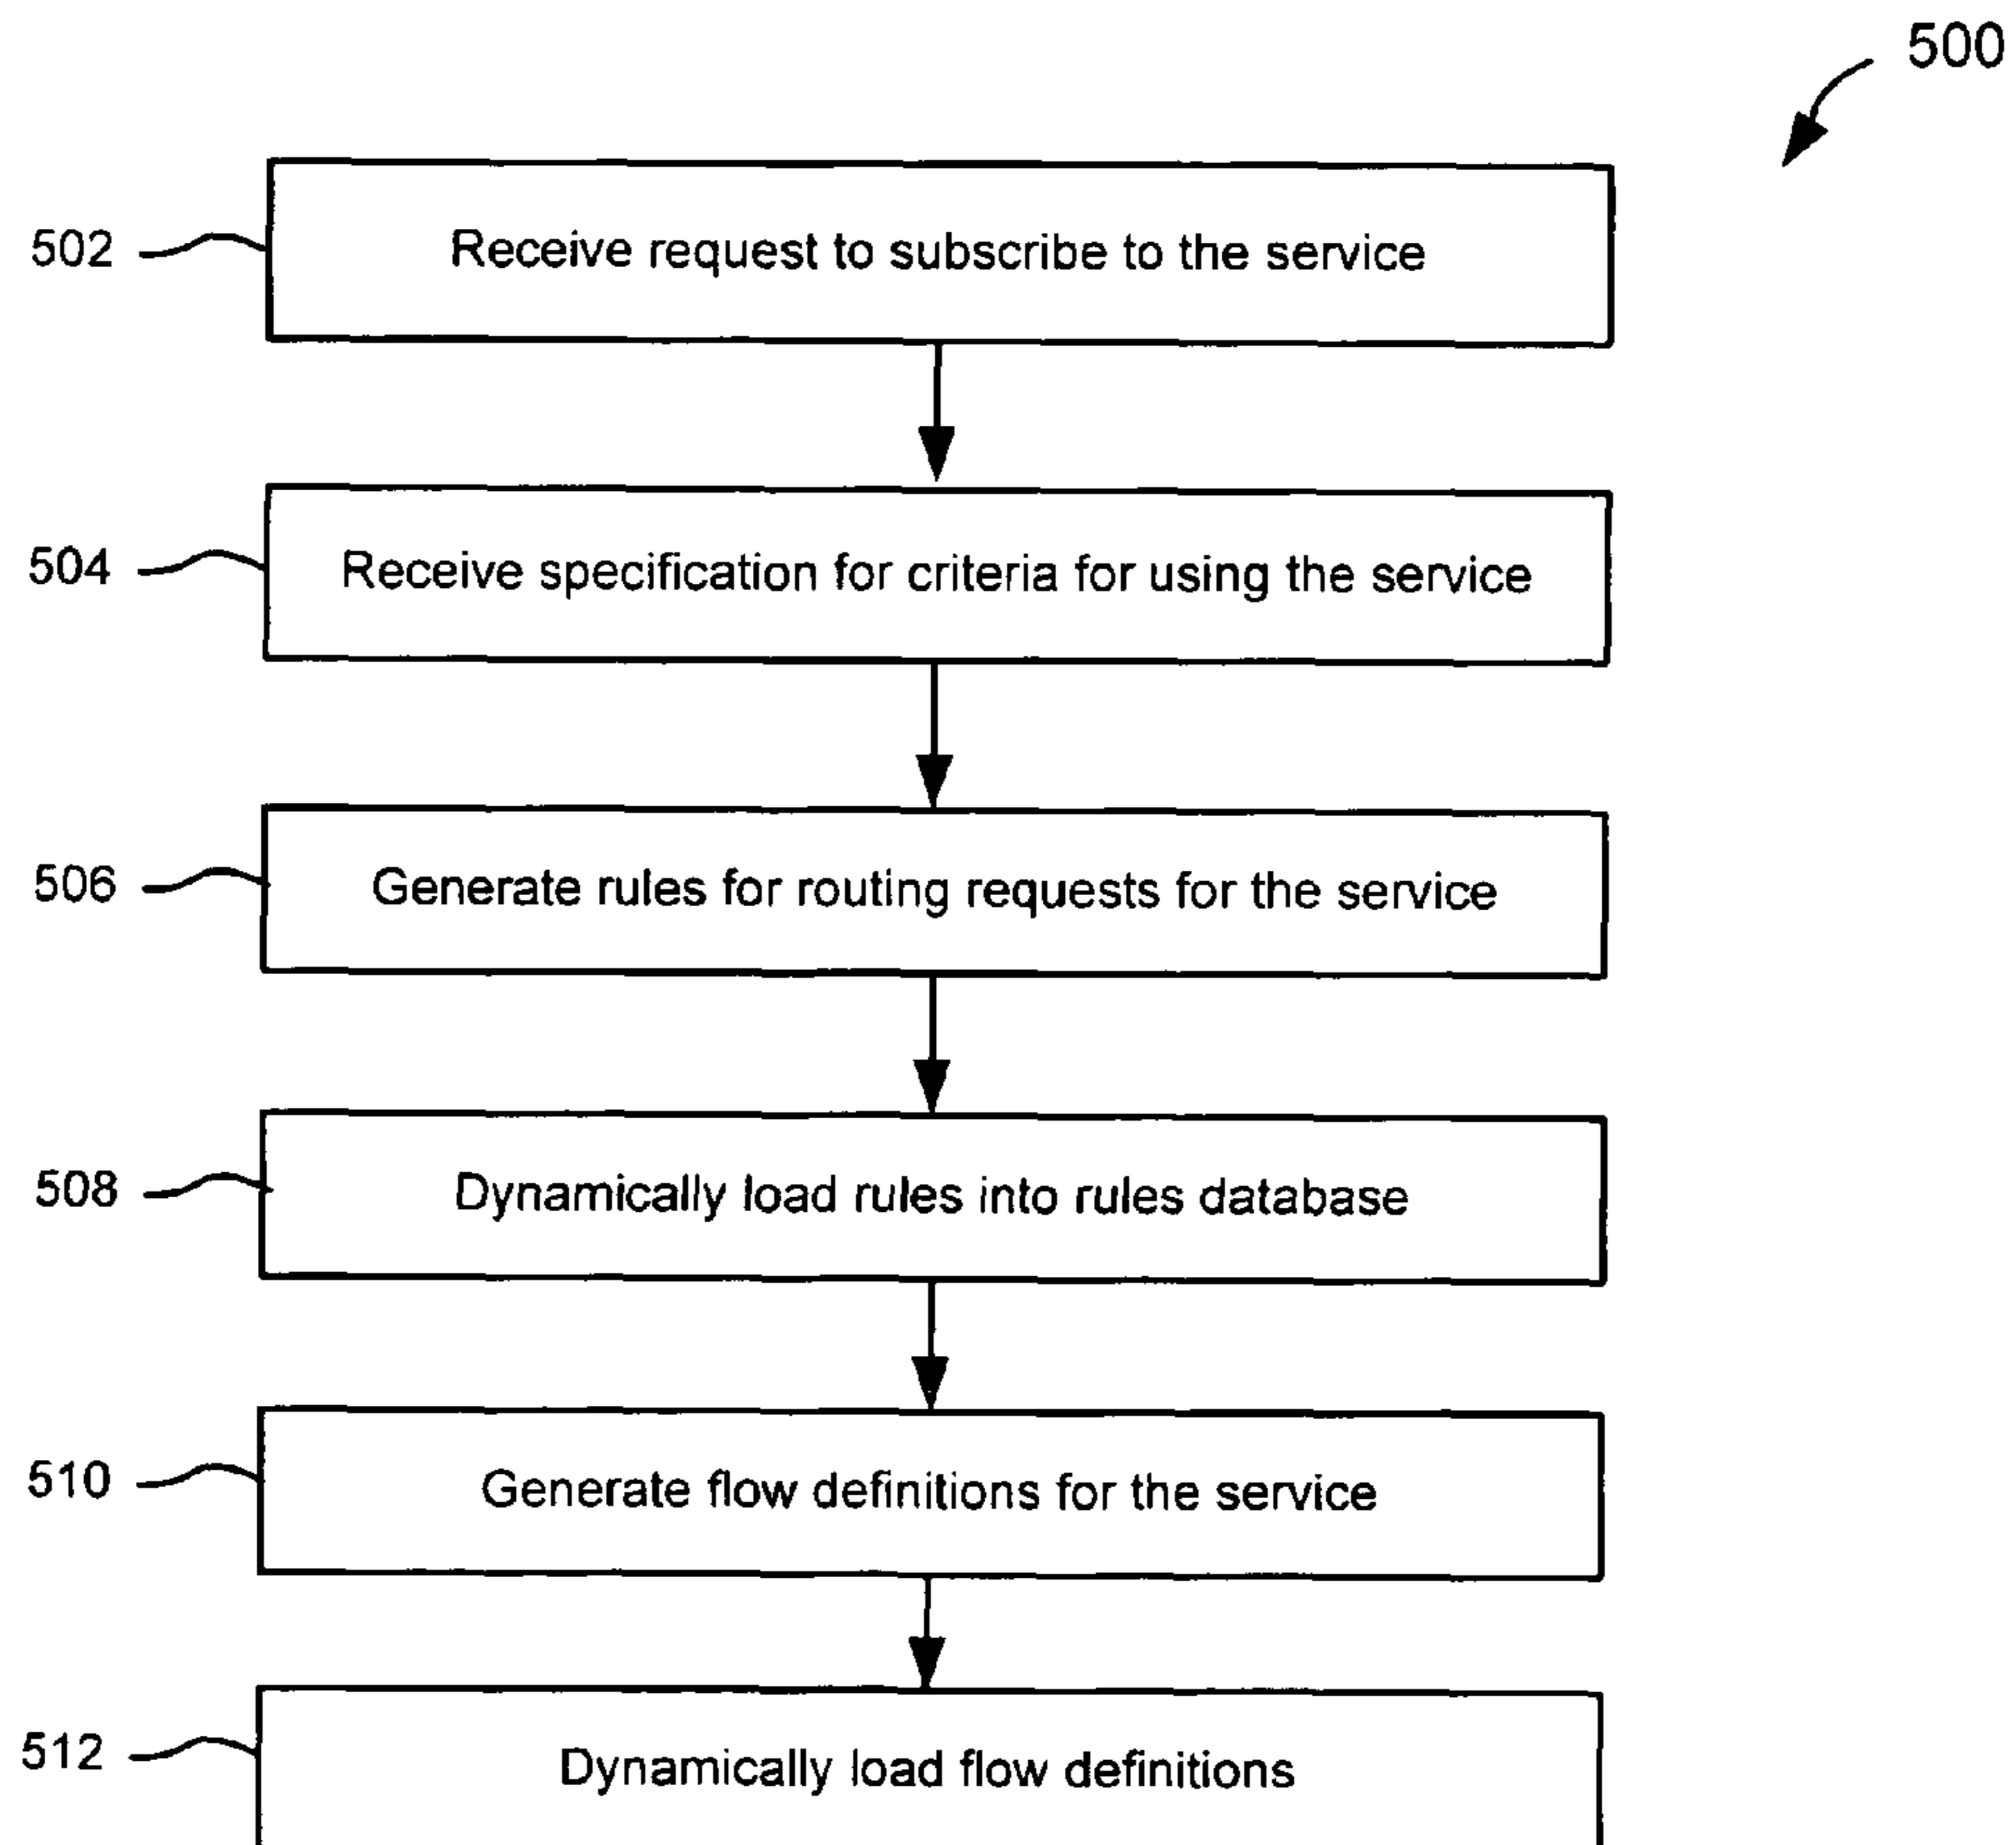 500
502 Receive request to subscribe to the service
504 Receive specification for criteria for using the service
506 Generate rules for routing requests for the service
508 Dynamically load rules into rules database
510 Generate flow definitions for the service
512 Dynamically load flow definitions